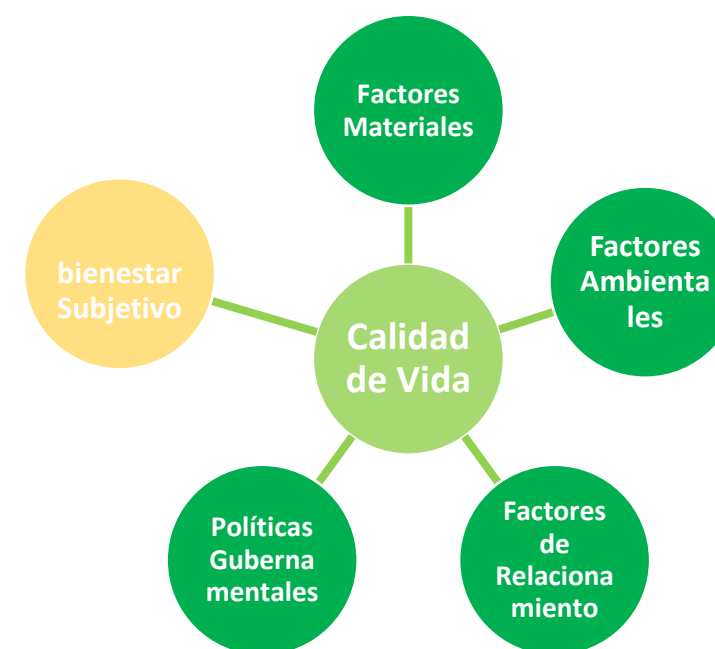 Factores
Materiales
Factores
Ambienta
les
bienestar
Subjetivo
Calidad
de Vida
Factores
de
Relaciona
miento
Políticas
Guberna
mentales